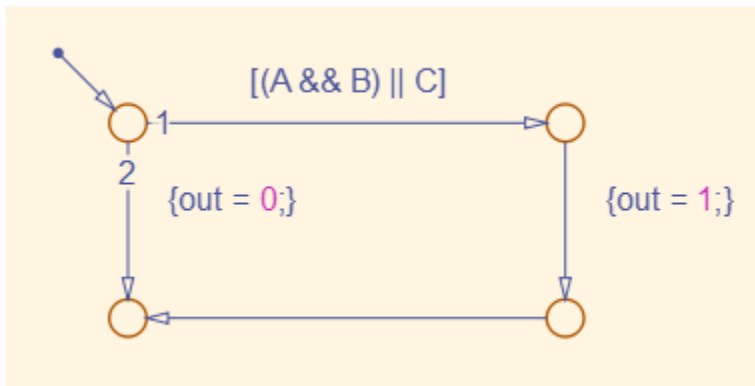 [(A && B) || C]
1
2
{out = 0;}
{out = 1;}